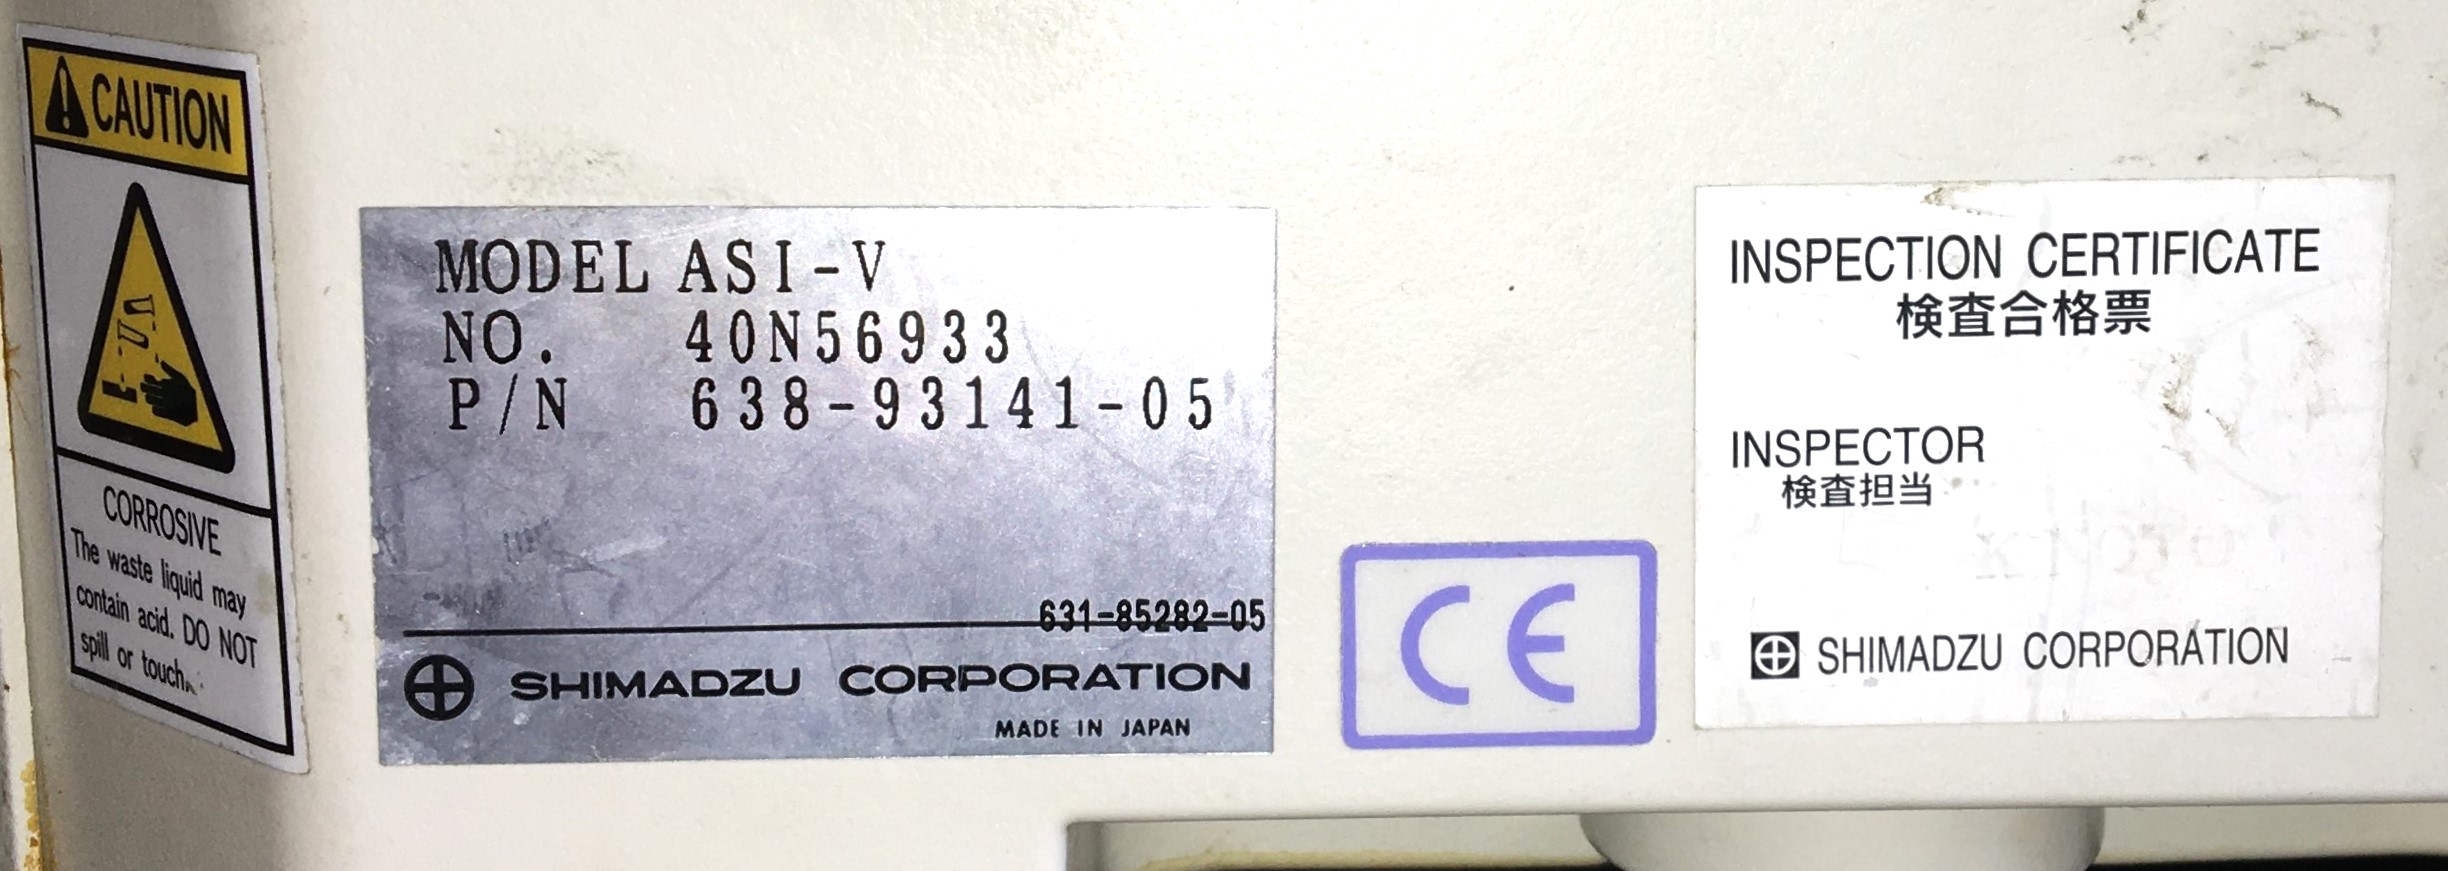 CAUTION
CORROSIVE
The waste liquid may
contain acid. DO NOT
spill or touch.
MODEL ASI-V
NO. 40N56933
P/N 638-93141-05
631-85282-05
SHIMADZU CORPORATION
MADE IN JAPAN
CE
INSPECTION CERTIFICATE
検査合格票
INSPECTOR
検査担当
SHIMADZU CORPORATION